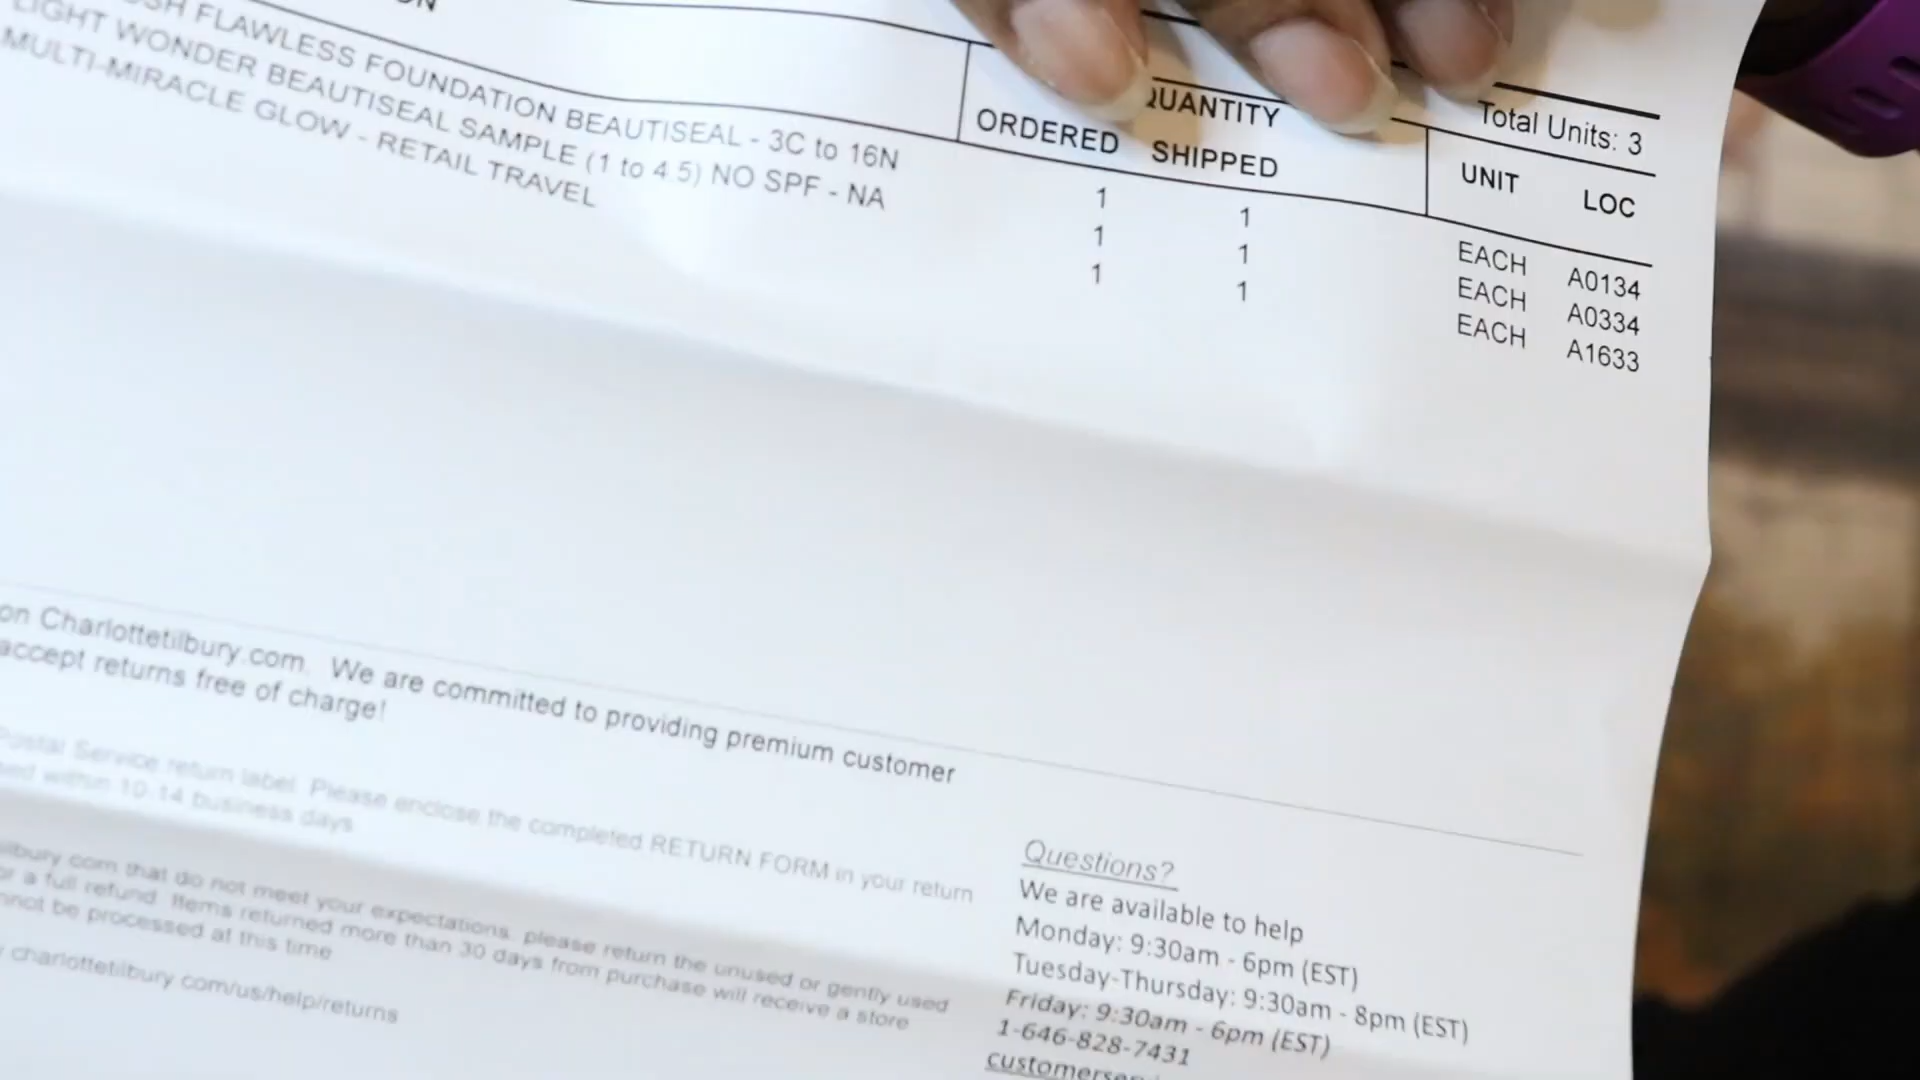 ON
QUANTITY
Total Units: 3
ORDERED SHIPPED
UNIT LOC
FLAWLESS FOUNDATION BEAUTISEAL - 3C to 16N 1 1 EACH A0134
LIGHT WONDER BEAUTISEAL SAMPLE (1 to 4.5) NO SPF - NA 1 1 EACH A0334
MULTI-MIRACLE GLOW - RETAIL TRAVEL 1 1 EACH A1633
on Charlottetilbury.com. We are committed to providing premium customer
accept returns free of charge!
Postal Service return label. Please enclose the completed RETURN FORM in your return
within 10-14 business days
com that do not meet your expectations, please return the unused or gently used
or a full refund. Items returned more than 30 days from purchase will receive a store
be processed at this time
charlottetilbury.com/us/help/returns
Questions?
We are available to help
Monday: 9:30am - 6pm (EST)
Tuesday-Thursday: 9:30am - 8pm (EST)
Friday: 9:30am - 6pm (EST)
1-646-828-7431